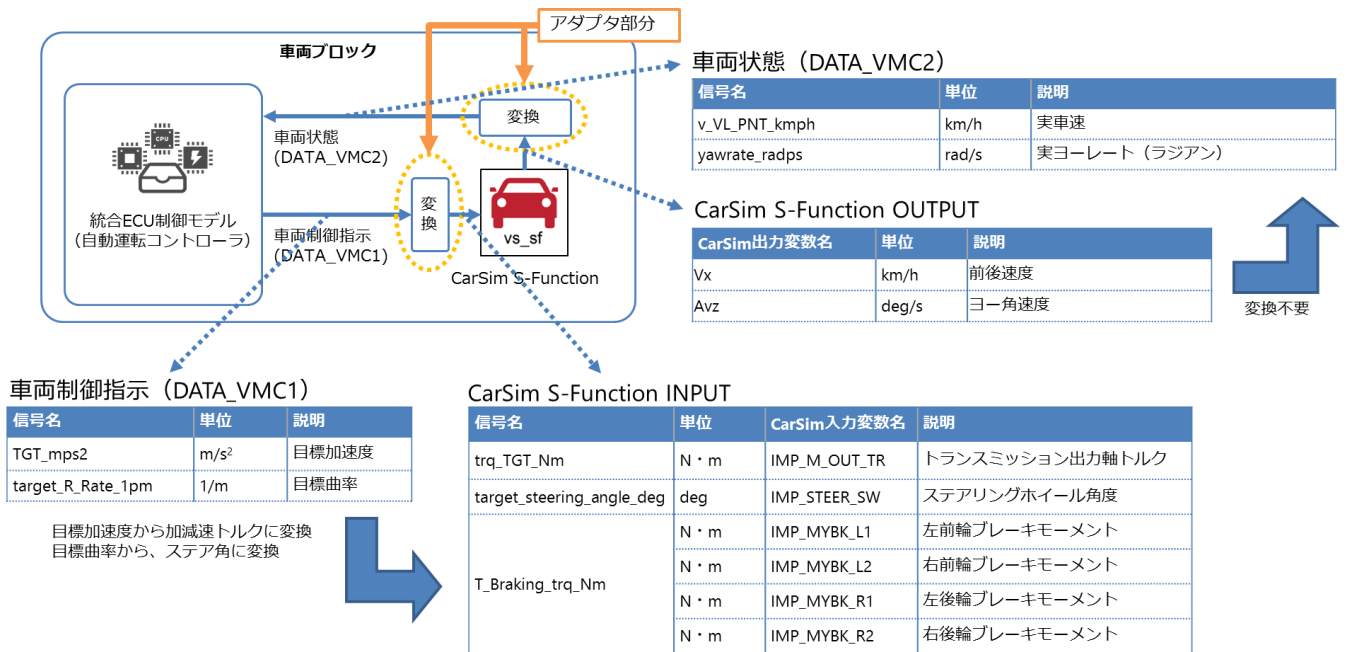 アダプタ部分
車両ブロック
変換
車両状態
(DATA_VMC2)
CPU
統合ECU制御モデル
（自動運転コントローラ）
車両制御指示
(DATA_VMC1)
変
換
vs_sf
CarSim S-Function
車両状態（DATA_VMC2）
信号名 単位 説明
v_VL_PNT_kmph km/h 実車速
yawrate_radps rad/s 実ヨーレート（ラジアン）
CarSim S-Function OUTPUT
CarSim出力変数名 単位 説明
Vx km/h 前後速度
Avz deg/s ヨー角速度
変換不要
車両制御指示（DATA_VMC1）
信号名 単位 説明
TGT_mps2 m/s² 目標加速度
target_R_Rate_1pm 1/m 目標曲率
目標加速度から加減速トルクに変換
目標曲率から、ステア角に変換
CarSim S-Function INPUT
信号名 単位 CarSim入力変数名 説明
trq_TGT_Nm N・m IMP_M_OUT_TR トランスミッション出力軸トルク
target_steering_angle_deg deg IMP_STEER_SW ステアリングホイール角度
T_Braking_trq_Nm
N・m IMP_MYBK_L1 左前輪ブレーキモーメント
N・m IMP_MYBK_L2 右前輪ブレーキモーメント
N・m IMP_MYBK_R1 左後輪ブレーキモーメント
N・m IMP_MYBK_R2 右後輪ブレーキモーメント